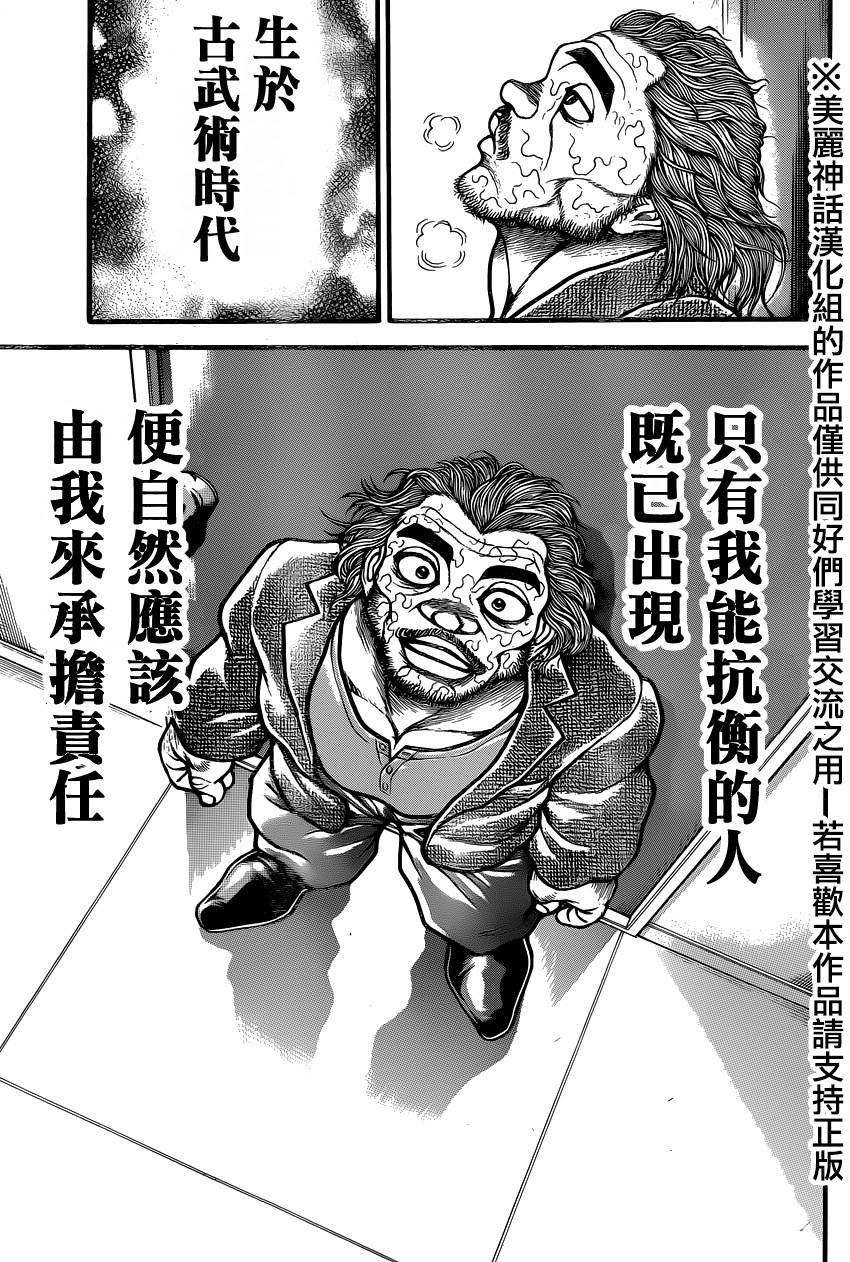 生於
古武術時代
只有我能抗衡的人
既已出現
便自然應該
由我來承擔責任
※美麗神話漢化組的作品僅供同好們學習交流之用ー若喜歡本作品請支持正版